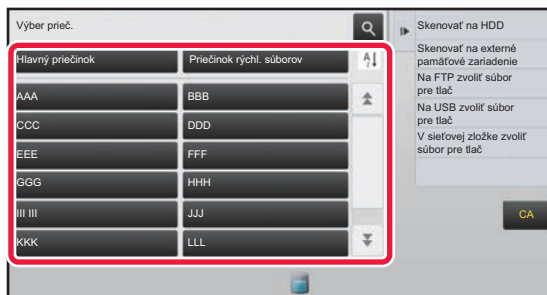 Výber prieč.
Hlavný priečinok
Priečinok rýchl. súborov
AAA
BBB
CCC
DDD
EEE
FFF
GGG
HHH
III III
JJJ
KKK
LLL
Skenovať na HDD
Skenovať na externé
pamäťové zariadenie
Na FTP zvoliť súbor
pre tlač
Na USB zvoliť súbor
pre tlač
V sieťovej zložke zvoliť
súbor pre tlač
CA